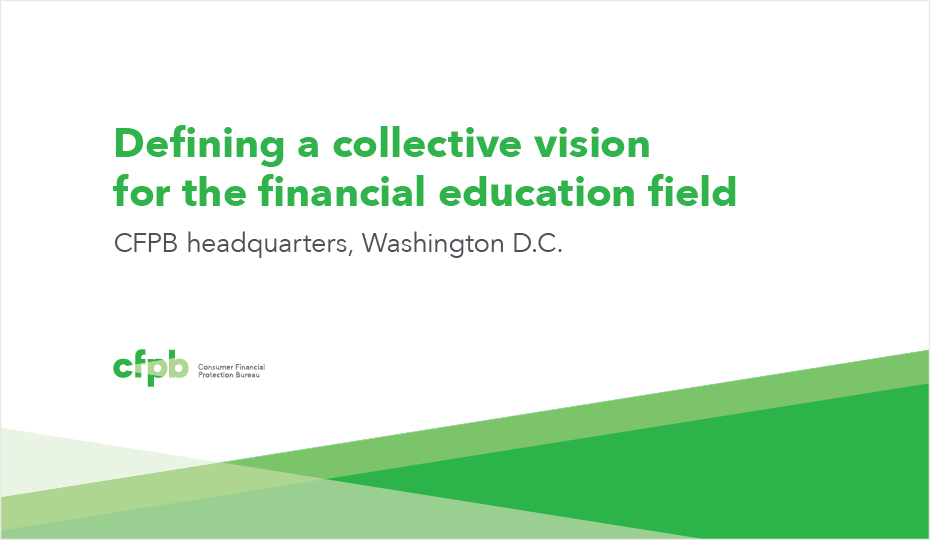 Defining a collective vision
for the financial education field
CFPB headquarters, Washington D.C.
cfpb
Consumer Financial
Protection Bureau